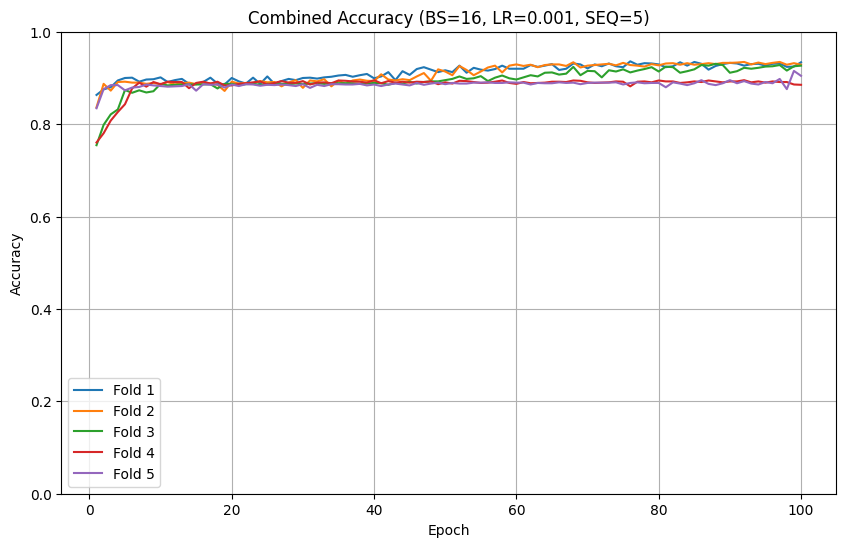 Combined Accuracy (BS=16, LR=0.001, SEQ=5)
1.0
0.8
0.6
0.4
0.2
0.0
Accuracy
Fold 1
Fold 2
Fold 3
Fold 4
Fold 5
0 20 40 60 80 100
Epoch